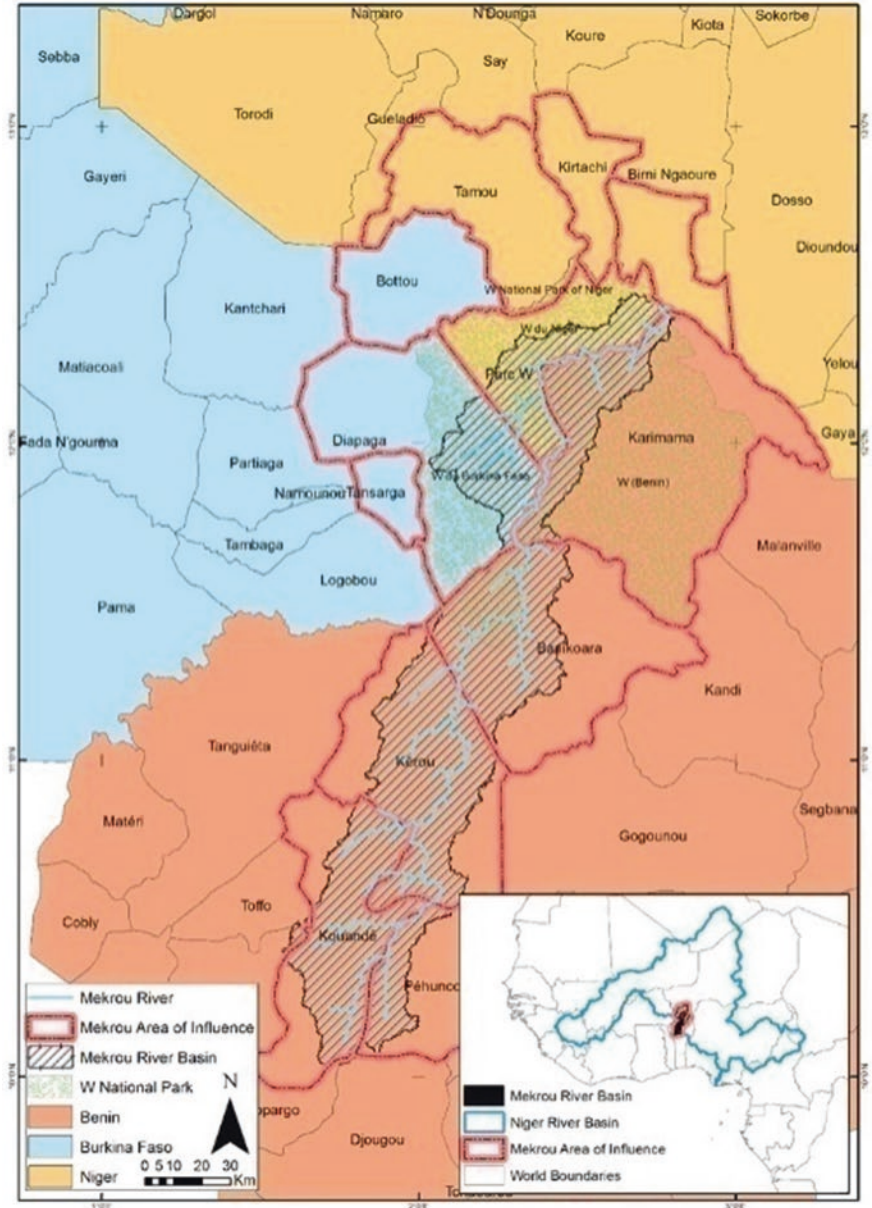 Dargol
Namaro
N'Dounga
Sokorbe
Kiota
Koure
Sebba
Say
Torodi
Gueladio
Kirtachi
Birni Ngaoure
Gayeri
Tamou
Dosso
Dioundou
Bottou
W National Park of Niger
Kantchari
W du Niger
Matiacoali
Parc W
Yelou
Gaya
Fada N'gourma
Diapaga
Karimama
Partiaga
W du Burkina Faso
W (Benin)
Namounou
Tansarga
Tambaga
Malanville
Logobou
Pama
Banikoara
Kandi
Tanguiéta
Kérou
Matéri
Segbana
Gogounou
Toffo
Cobly
Kouandé
Péhunco
Djougou
Mekrou River
Mekrou Area of Influence
Mekrou River Basin
W National Park
Benin
Burkina Faso
Niger
N
0 5 10 20 30
Km
Mekrou River Basin
Niger River Basin
Mekrou Area of Influence
World Boundaries